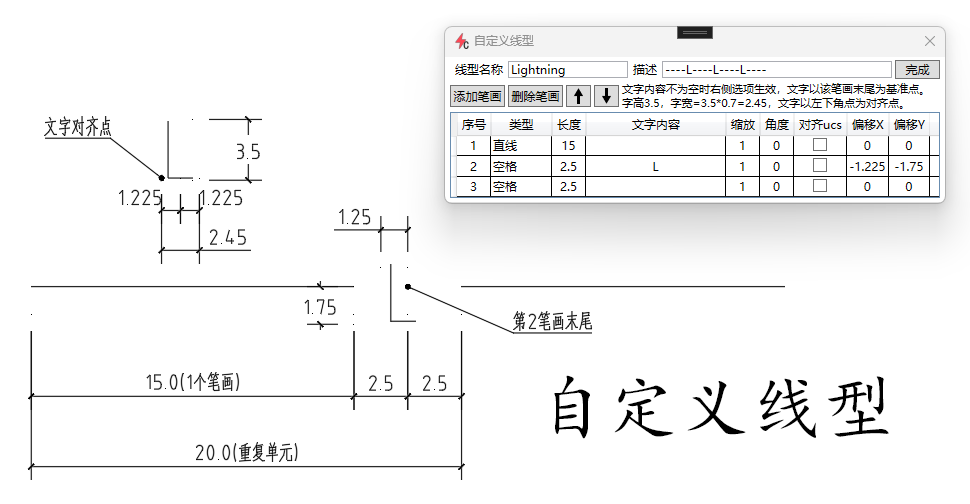 自定义线型
线型名称 Lightning 描述 ----L----L----L---- 完成
添加笔画 删除笔画 文字内容不为空时右侧选项生效，文字以该笔画末尾为基准点。
字高3.5，字宽=3.5*0.7=2.45，文字以左下角点为对齐点。
序号 类型 长度 文字内容 缩放 角度 对齐ucs 偏移X 偏移Y
1 直线 15 1 0 0 0
2 空格 2.5 L 1 0 -1.225 -1.75
3 空格 2.5 1 0 0 0
文字对齐点
L
3.5
1.225 1.225
2.45
1.25
L
1.75
第2笔画末尾
15.0(1个笔画) 2.5 2.5
20.0(重复单元)
自定义线型